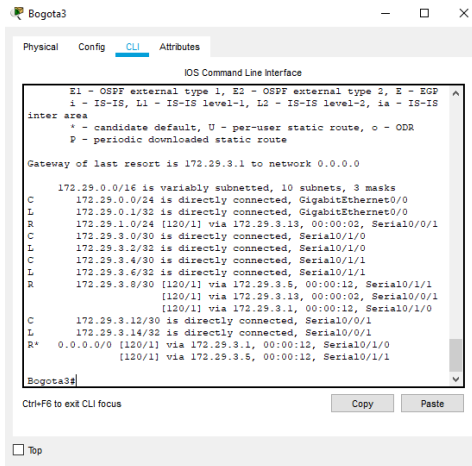 Bogota3
Physical Config CLI Attributes
IOS Command Line Interface
E1 - OSPF external type 1, E2 - OSPF external type 2, E - EGP
i - IS-IS, L1 - IS-IS level-1, L2 - IS-IS level-2, ia - IS-IS
inter area
* - candidate default, U - per-user static route, o - ODR
P - periodic downloaded static route
Gateway of last resort is 172.29.3.1 to network 0.0.0.0
172.29.0.0/16 is variably subnetted, 10 subnets, 3 masks
C 172.29.0.0/24 is directly connected, GigabitEthernet0/0
L 172.29.0.1/32 is directly connected, GigabitEthernet0/0
R 172.29.1.0/24 [120/1] via 172.29.3.13, 00:00:02, Serial0/0/1
C 172.29.3.0/30 is directly connected, Serial0/1/0
L 172.29.3.2/32 is directly connected, Serial0/1/0
C 172.29.3.4/30 is directly connected, Serial0/1/1
L 172.29.3.6/32 is directly connected, Serial0/1/1
R 172.29.3.8/30 [120/1] via 172.29.3.5, 00:00:12, Serial0/1/1
[120/1] via 172.29.3.13, 00:00:02, Serial0/0/1
[120/1] via 172.29.3.1, 00:00:12, Serial0/1/0
C 172.29.3.12/30 is directly connected, Serial0/0/1
L 172.29.3.14/32 is directly connected, Serial0/0/1
R* 0.0.0.0/0 [120/1] via 172.29.3.1, 00:00:12, Serial0/1/0
[120/1] via 172.29.3.5, 00:00:12, Serial0/1/1
Bogota3#
Ctrl+F6 to exit CLI focus Copy Paste
Top